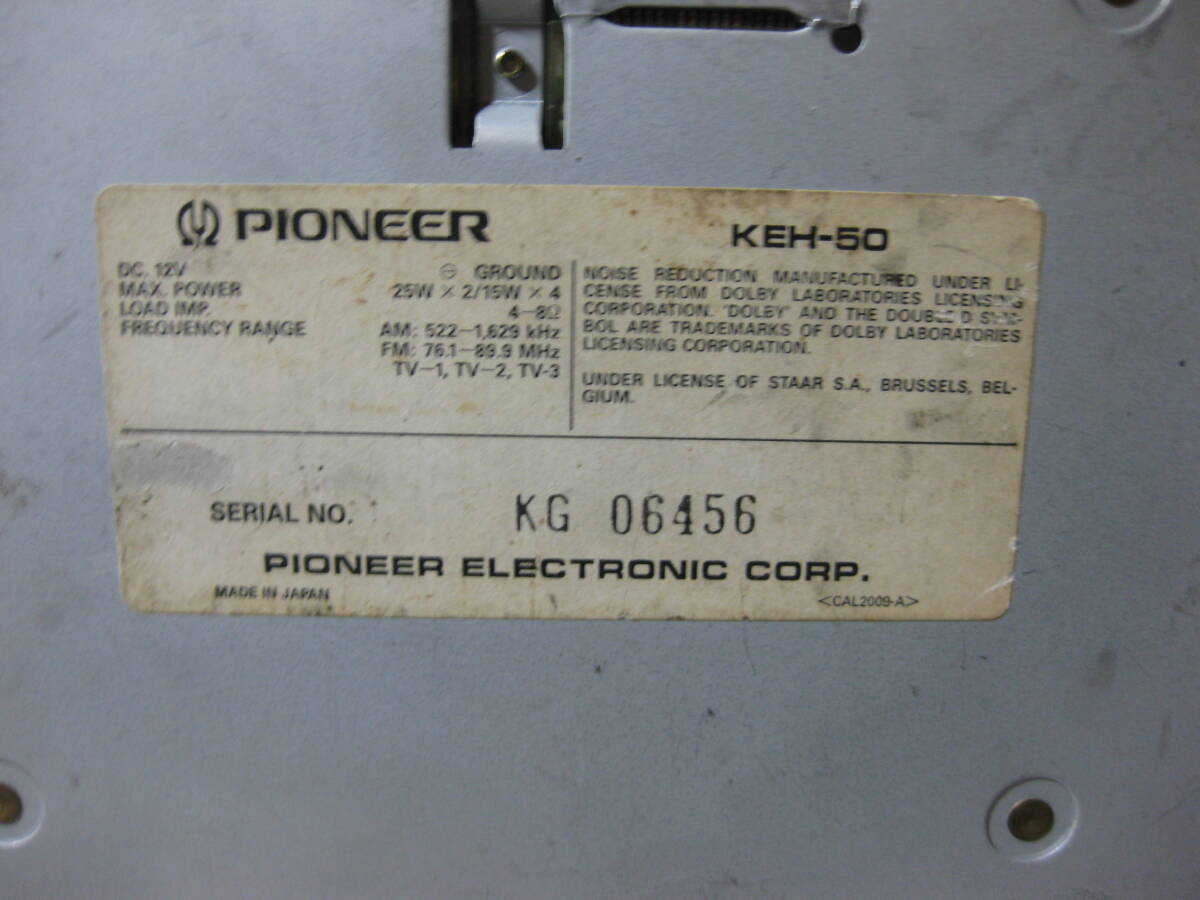 PIONEER
KEH-50
DC. 12V ⊖ GROUND
MAX. POWER 25W × 2/15W × 4
LOAD IMP. 4–8Ω
FREQUENCY RANGE AM: 522–1,629 kHz
FM: 76.1–89.9 MHz
TV–1, TV–2, TV-3
NOISE REDUCTION MANUFACTURED UNDER LI-
CENSE FROM DOLBY LABORATORIES LICENSING
CORPORATION. "DOLBY" AND THE DOUBLE D SYM-
BOL ARE TRADEMARKS OF DOLBY LABORATORIES
LICENSING CORPORATION.
UNDER LICENSE OF STAAR S.A., BRUSSELS, BEL-
GIUM.
SERIAL NO. KG 06456
PIONEER ELECTRONIC CORP.
MADE IN JAPAN <CAL2009-A>